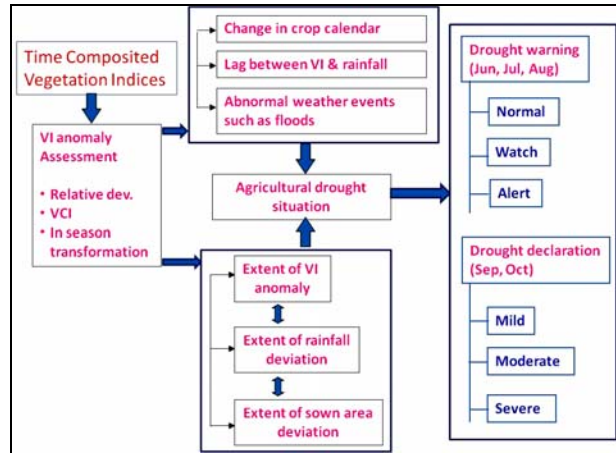 Time Composited
Vegetation Indices
VI anomaly
Assessment
• Relative dev.
• VCI
• In season
transformation
Change in crop calendar
Lag between VI & rainfall
Abnormal weather events
such as floods
Agricultural drought
situation
Extent of VI
anomaly
Extent of rainfall
deviation
Extent of sown area
deviation
Drought warning
(Jun, Jul, Aug)
Normal
Watch
Alert
Drought declaration
(Sep, Oct)
Mild
Moderate
Severe